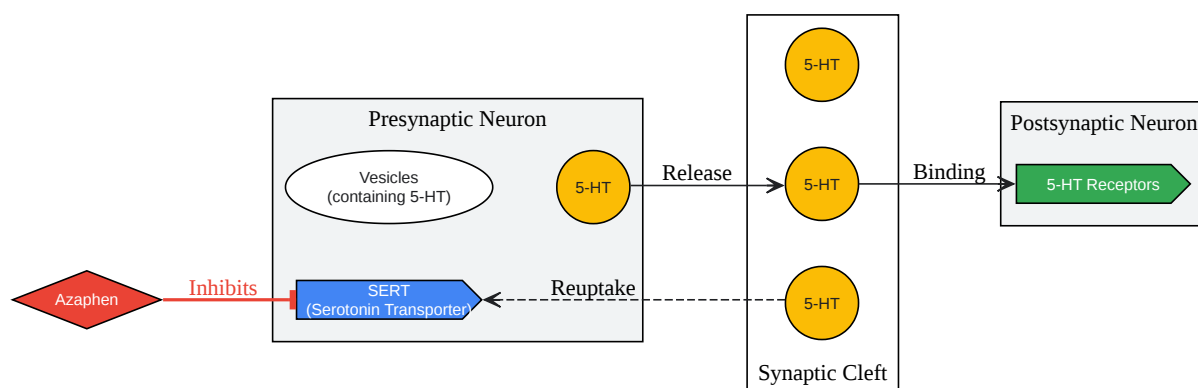 5-HT
Presynaptic Neuron
Postsynaptic Neuron
Vesicles
(containing 5-HT)
5-HT
Release
5-HT
Binding
5-HT Receptors
Azaphen
Inhibits
SERT
(Serotonin Transporter)
Reuptake
5-HT
Synaptic Cleft